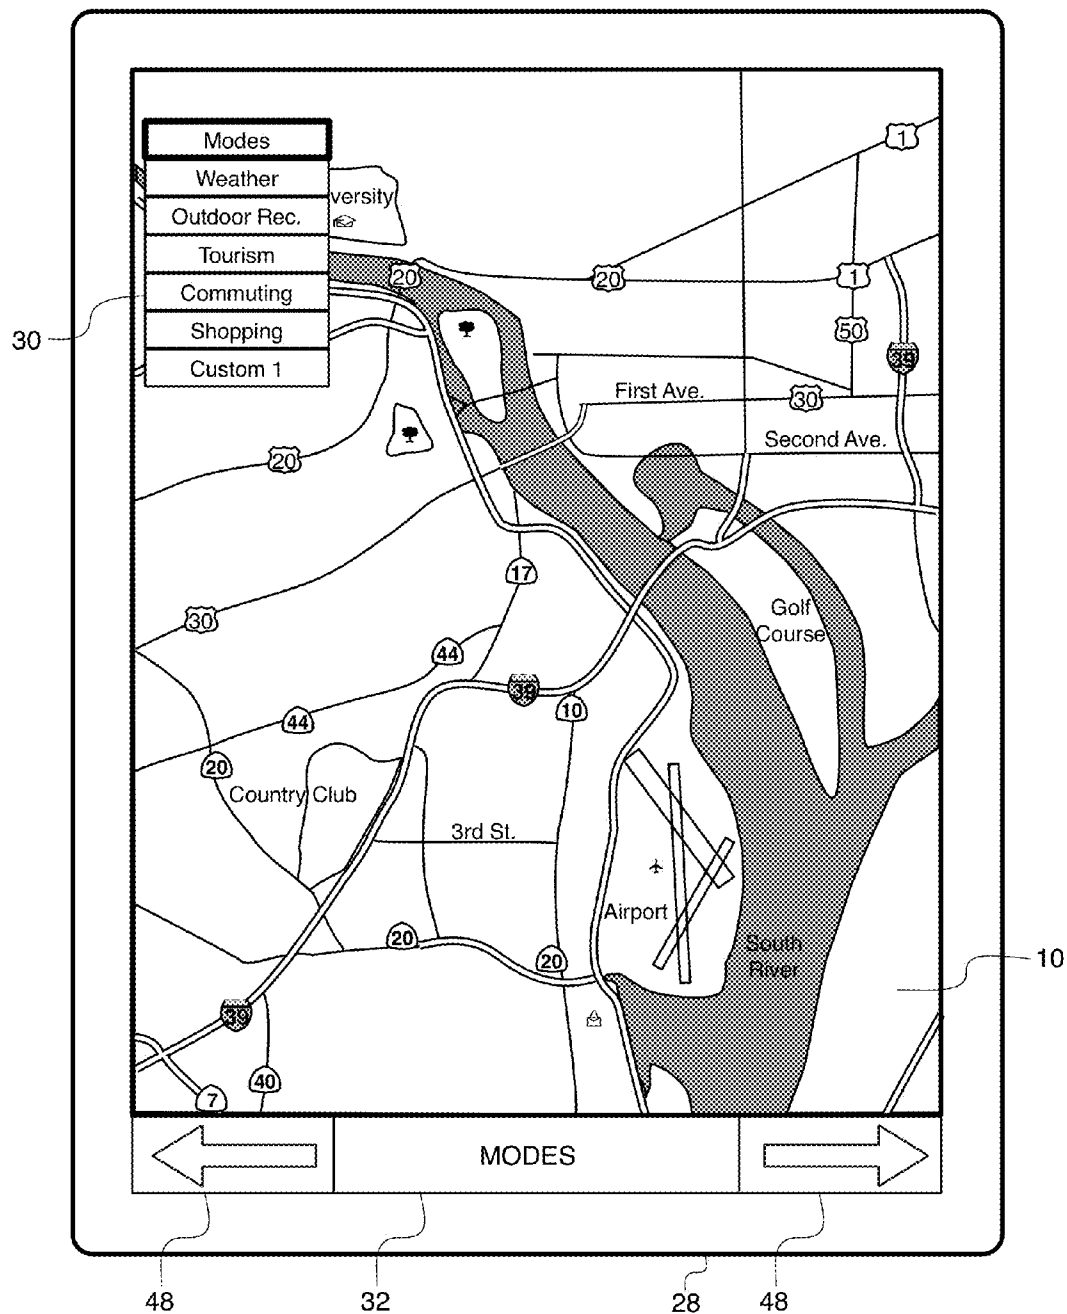 Modes
Weather
Outdoor Rec.
Tourism
Commuting
Shopping
Custom 1
versity
1
20
20
1
50
39
30
First Ave.
30
Second Ave.
20
17
Golf
Course
30
44
39
10
44
20
Country Club
3rd St.
Airport
20
20
South
River
10
39
40
7
MODES
48
32
28
48